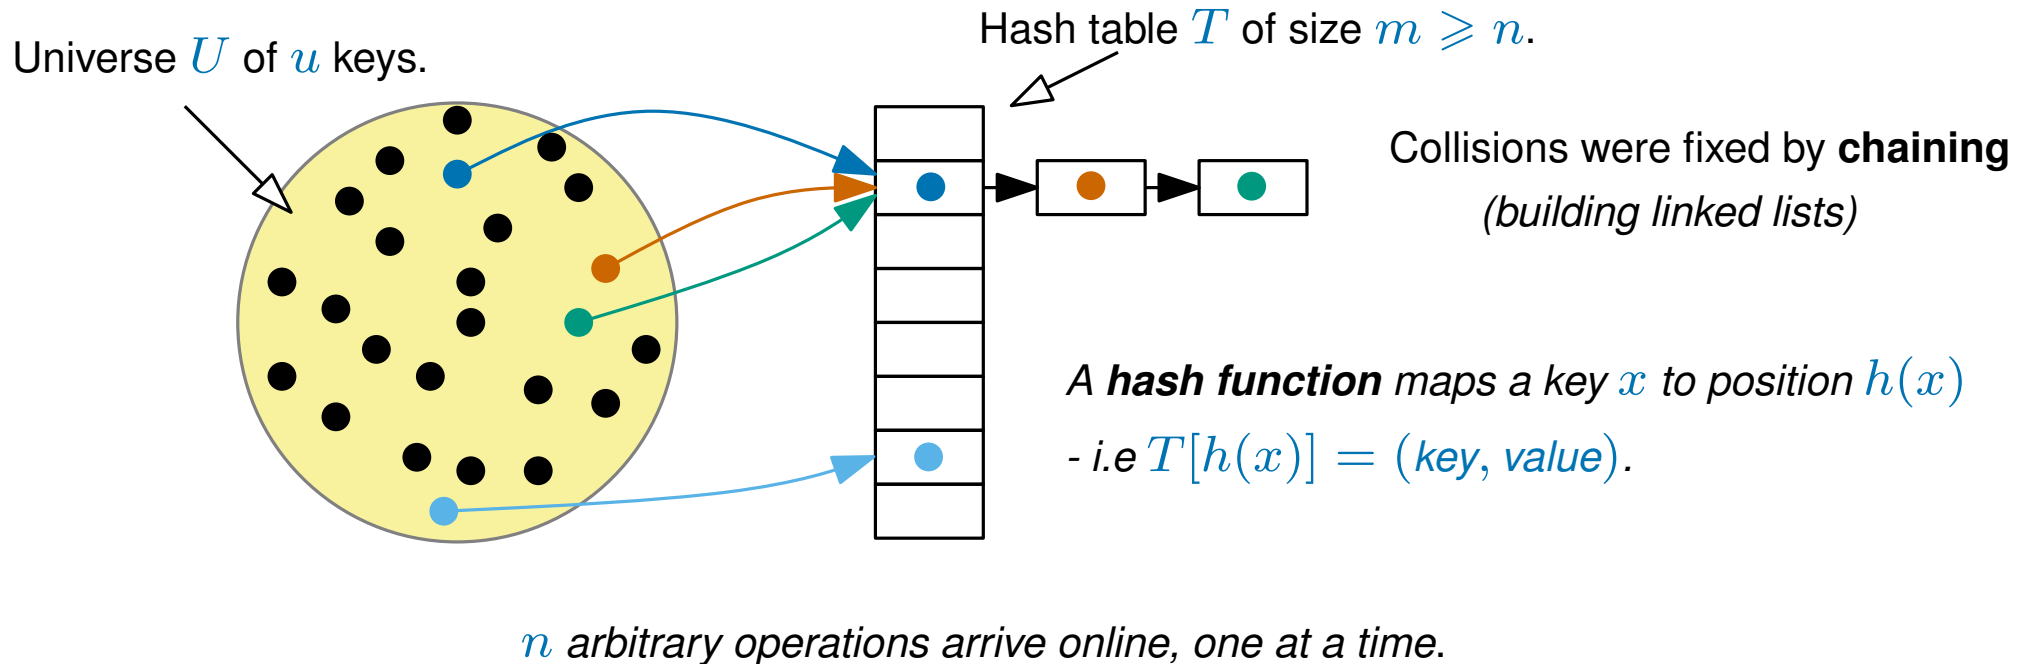 Universe U of u keys.
Hash table T of size m ⩾ n.
Collisions were fixed by chaining
(building linked lists)
A hash function maps a key x to position h(x)
- i.e T[h(x)] = (key, value).
n arbitrary operations arrive online, one at a time.